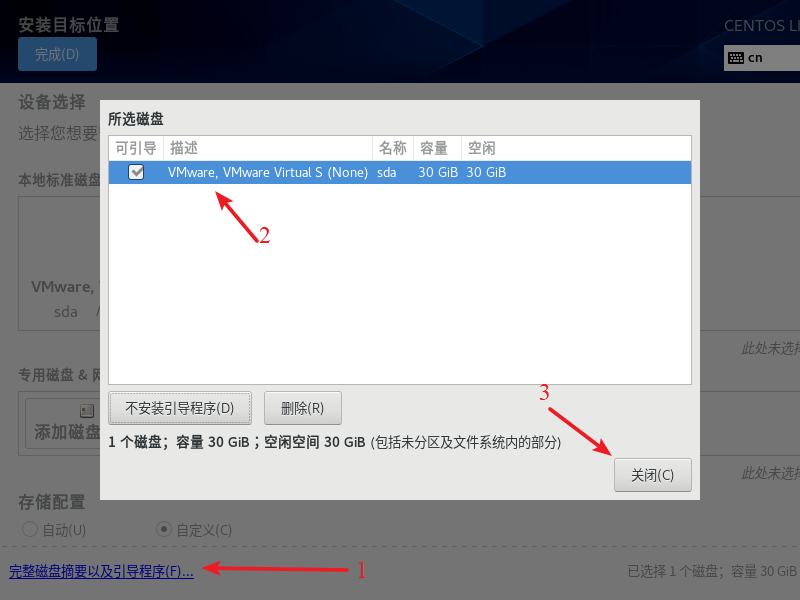 安装目标位置
CENTOS LI
完成(D)
cn
设备选择
选择您想要
所选磁盘
可引导 描述 名称 容量 空闲
VMware, VMware Virtual S (None) sda 30 GiB 30 GiB
2
本地标准磁盘
VMware,
sda /
此处未选择
专用磁盘 & 网
添加磁盘
3
不安装引导程序(D) 删除(R)
1 个磁盘；容量 30 GiB；空闲空间 30 GiB (包括未分区及文件系统内的部分)
关闭(C)
此处未选择
存储配置
自动(U) 自定义(C)
完整磁盘摘要以及引导程序(F)... 1
已选择 1 个磁盘；容量 30 GiB